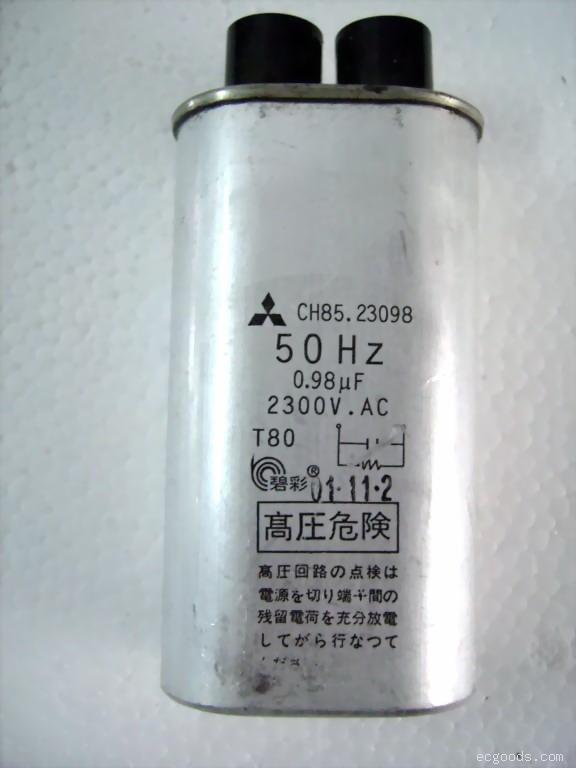 CH85.23098
50Hz
0.98μF
2300V.AC
T80
碧彩® 01·11·2
高圧危険
高圧回路の点検は
電源を切り端子間の
残留電荷を充分放電
してから行なつて
ecgoods.com